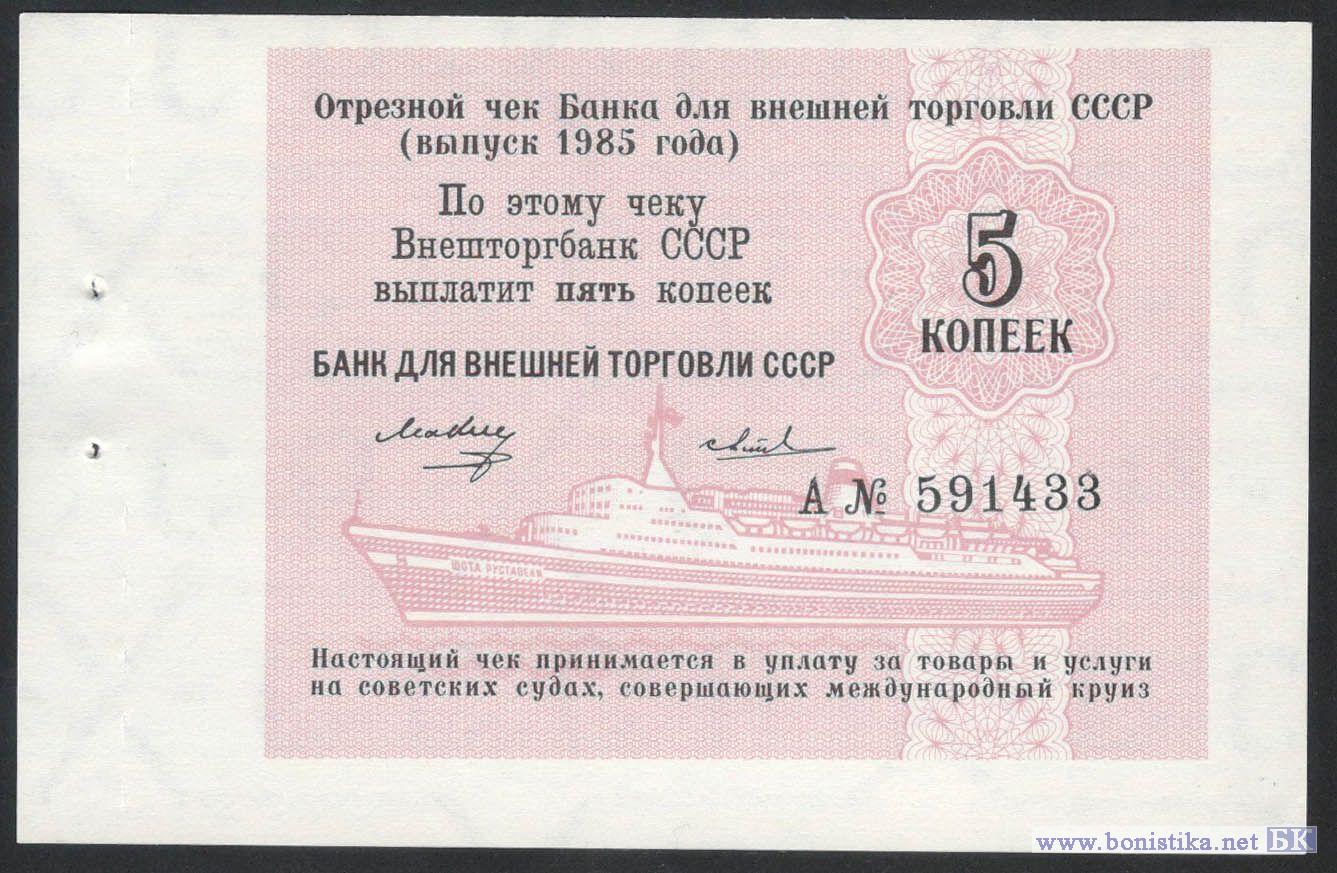 Отрезной чек Банка для внешней торговли СССР
(выпуск 1985 года)
По этому чеку
Внешторгбанк СССР
выплатит пять копеек
5
КОПЕЕК
БАНК ДЛЯ ВНЕШНЕЙ ТОРГОВЛИ СССР
А № 591433
ШОТА РУСТАВЕЛИ
Настоящий чек принимается в уплату за товары и услуги
на советских судах, совершающих международный круиз
www.bonistika.net БК